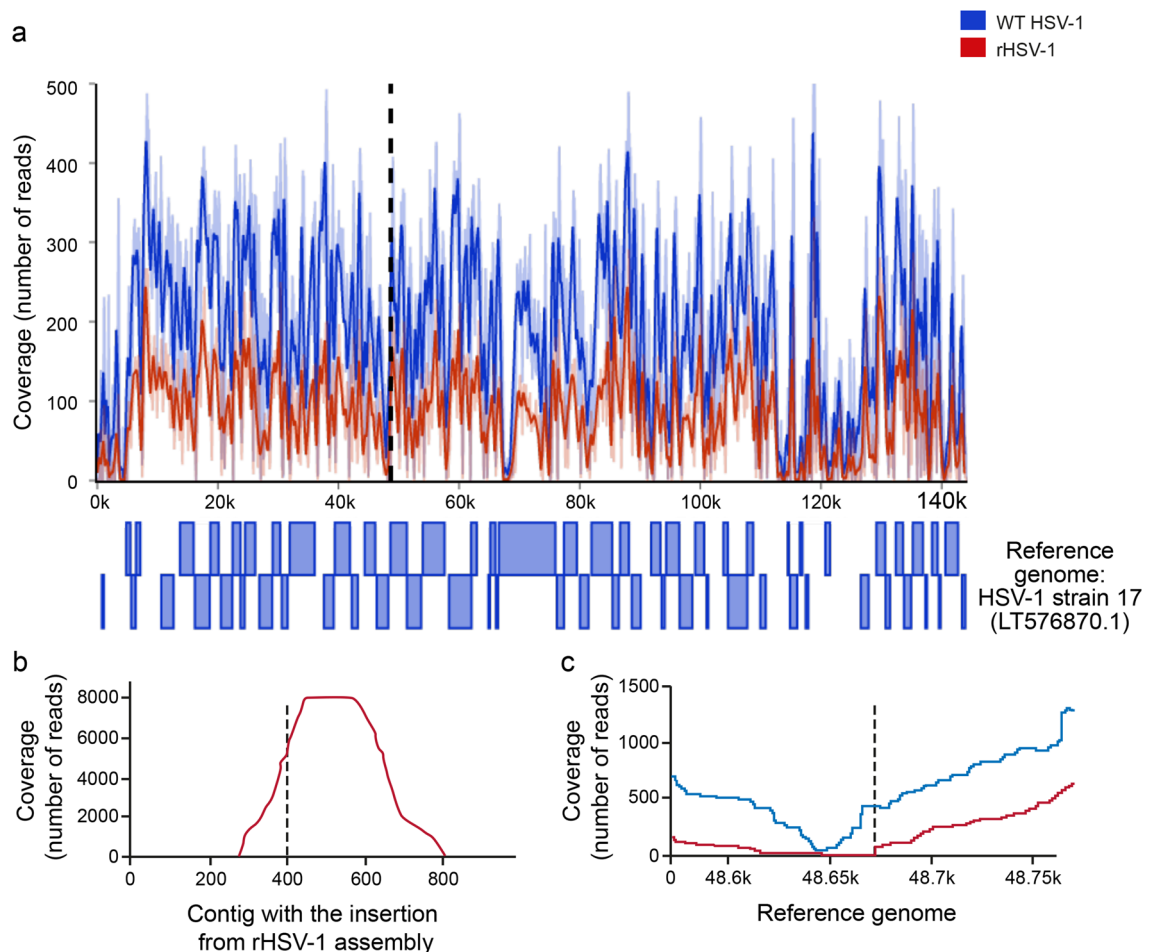 a
WT HSV-1
rHSV-1
Coverage (number of reads)
500
400
300
200
100
0
0k
20k
40k
60k
80k
100k
120k
140k
Reference
genome:
HSV-1 strain 17
(LT576870.1)
b
Coverage
(number of reads)
8000
6000
4000
2000
0
0
200
400
600
800
Contig with the insertion
from rHSV-1 assembly
c
Coverage
(number of reads)
1500
1000
500
0
0
48.6k
48.65k
48.7k
48.75k
Reference genome